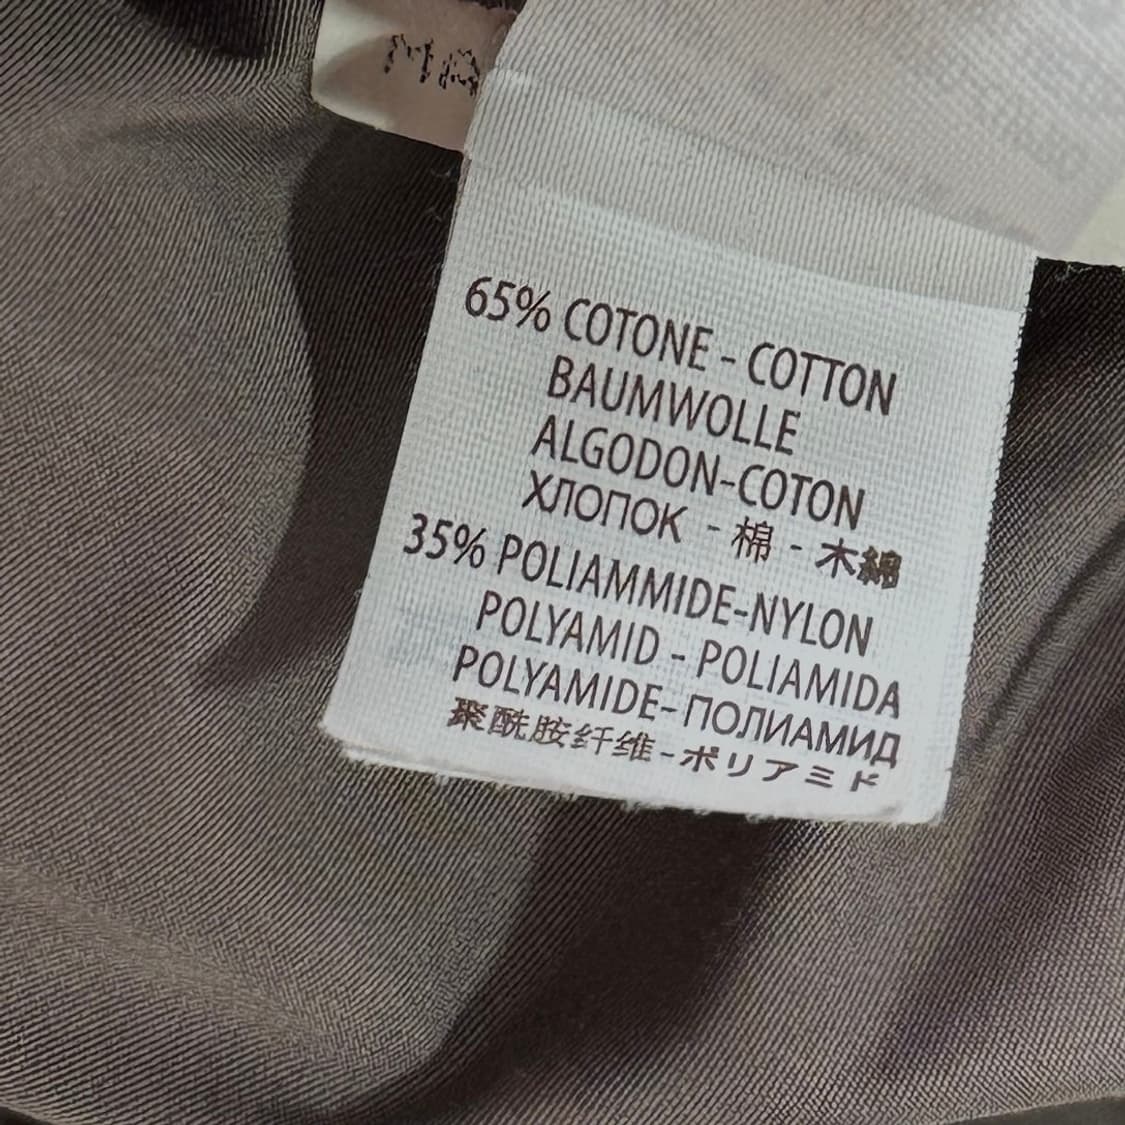 65% COTONE - COTTON
BAUMWOLLE
ALGODON-COTON
ХЛОПОК - 棉 - 木綿
35% POLIAMMIDE-NYLON
POLYAMID - POLIAMIDA
POLYAMIDE-ПОЛИАМИД
聚酰胺纤维-ポリアミド